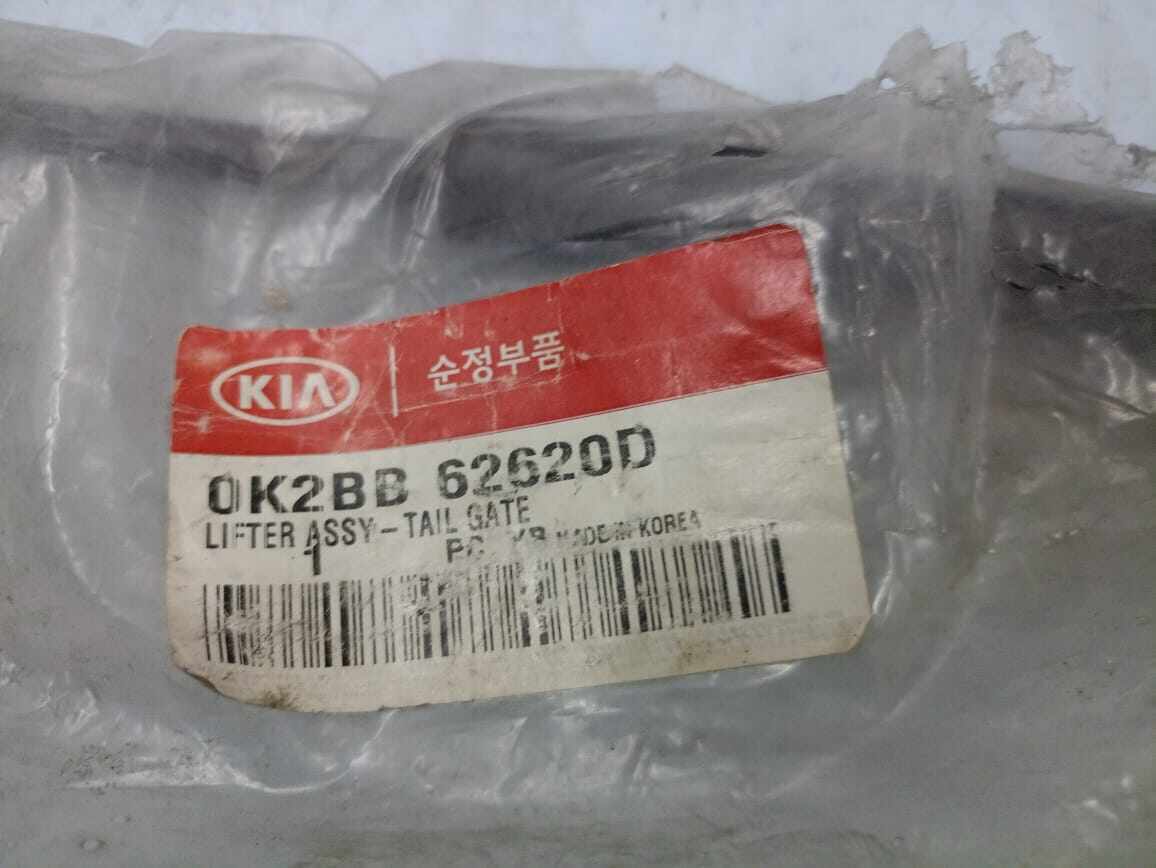 KIA 순정부품
0K2BB 62620D
LIFTER ASSY-TAIL GATE
1 MADE IN KOREA